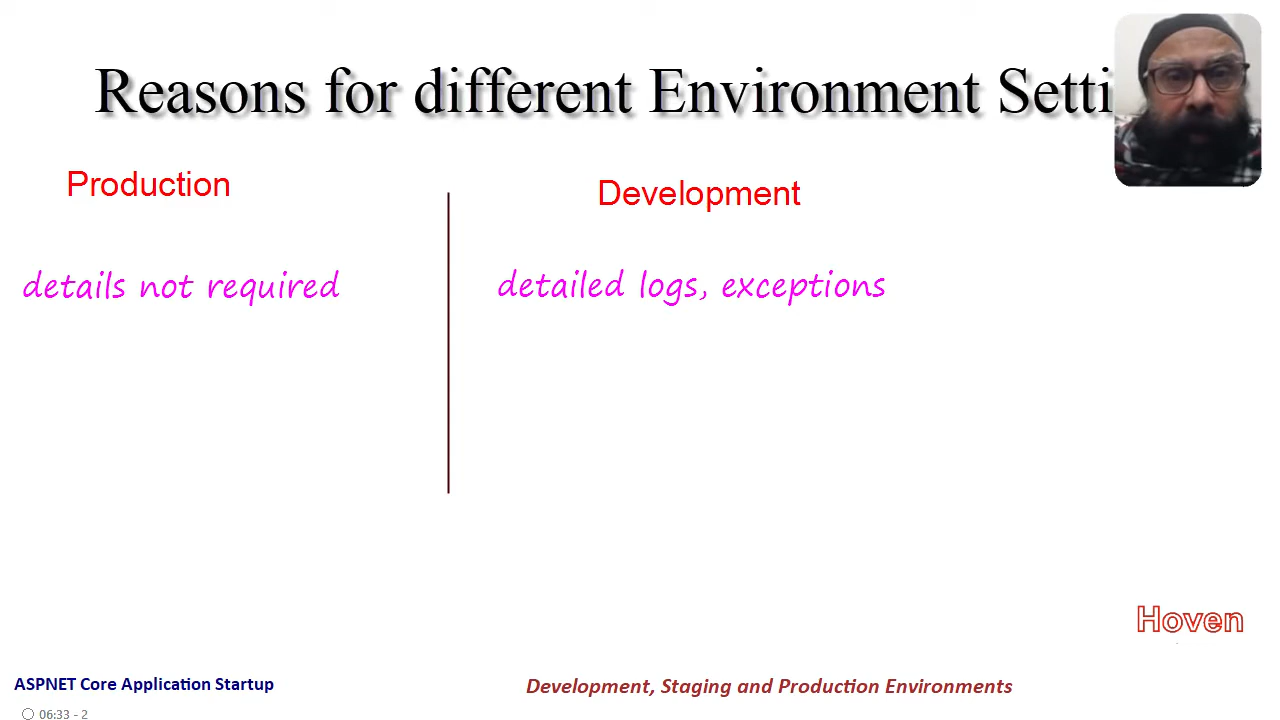 Reasons for different Environment Setti
Production
Development
details not required
detailed logs, exceptions
Hoven
ASPNET Core Application Startup
Development, Staging and Production Environments
06:33 - 2